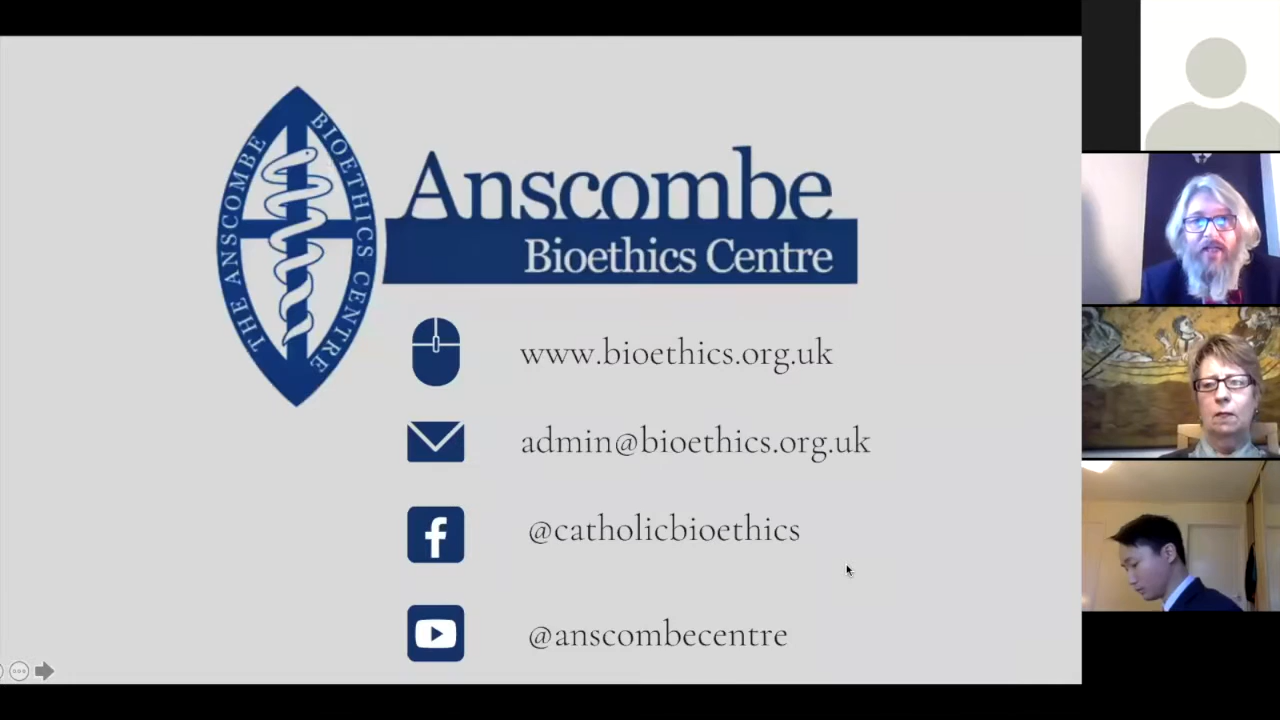 THE ANSCOMBE BIOETHICS CENTRE
Anscombe
Bioethics Centre
www.bioethics.org.uk
admin@bioethics.org.uk
@catholicbioethics
@anscombecentre